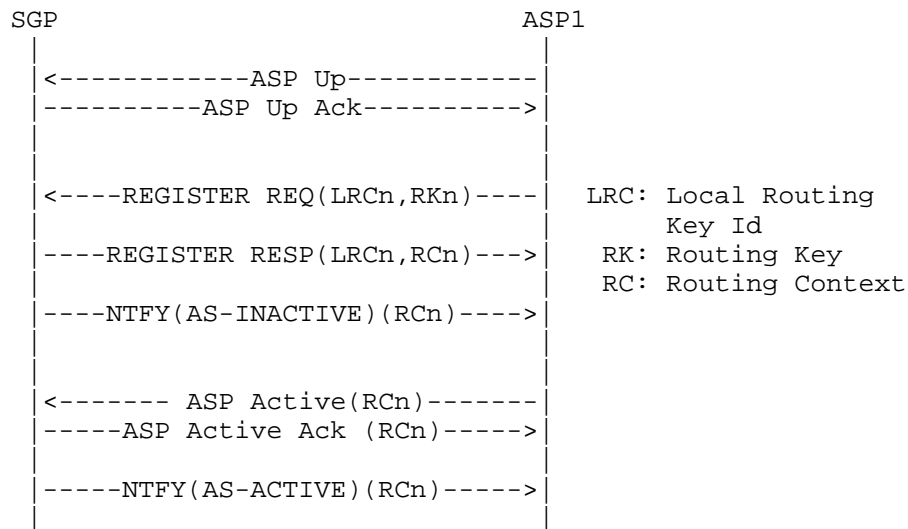 SGP ASP1
<------------ASP Up------------
----------ASP Up Ack---------->
<----REGISTER REQ(LRCn,RKn)---- LRC: Local Routing
Key Id
----REGISTER RESP(LRCn,RCn)---> RK: Routing Key
RC: Routing Context
----NTFY(AS-INACTIVE)(RCn)---->
<------- ASP Active(RCn)-------
-----ASP Active Ack (RCn)----->
-----NTFY(AS-ACTIVE)(RCn)----->